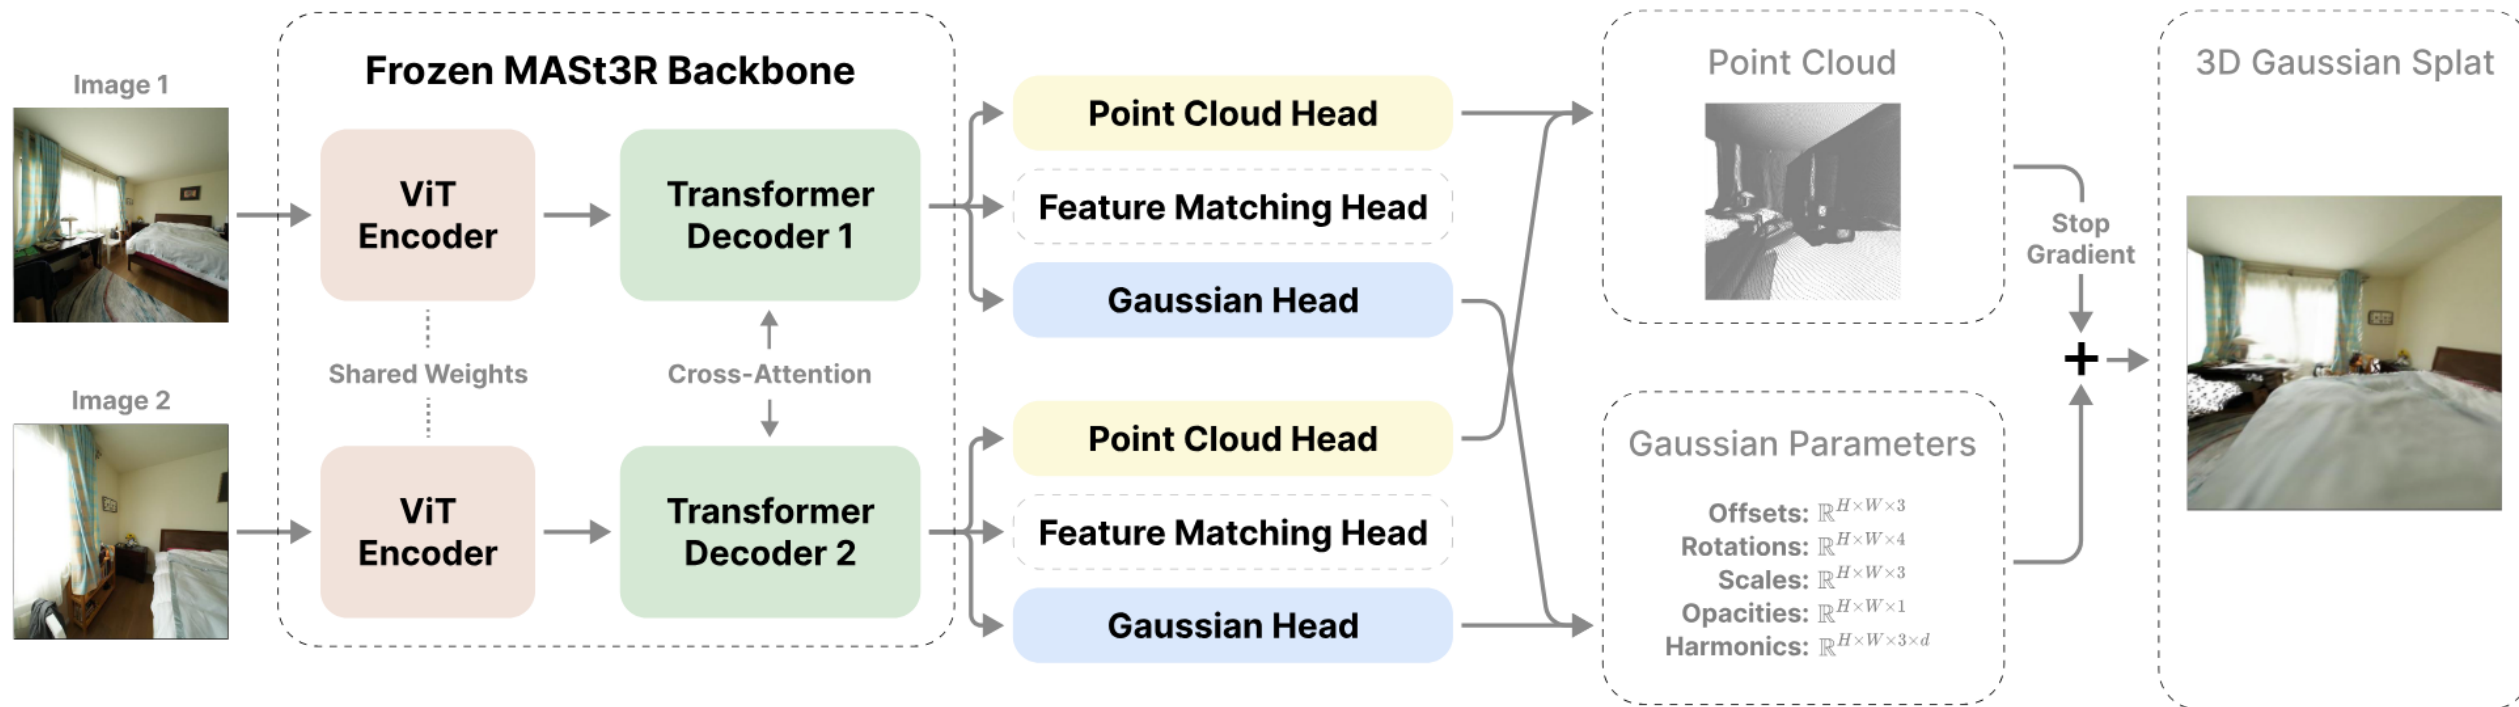 Image 1
Frozen MASt3R Backbone
ViT
Encoder
Transformer
Decoder 1
Shared Weights
Cross-Attention
Image 2
ViT
Encoder
Transformer
Decoder 2
Point Cloud Head
Feature Matching Head
Gaussian Head
Point Cloud Head
Feature Matching Head
Gaussian Head
Point Cloud
Stop
Gradient
+
Gaussian Parameters
Offsets: ℝ^{H×W×3}
Rotations: ℝ^{H×W×4}
Scales: ℝ^{H×W×3}
Opacities: ℝ^{H×W×1}
Harmonics: ℝ^{H×W×3×d}
3D Gaussian Splat